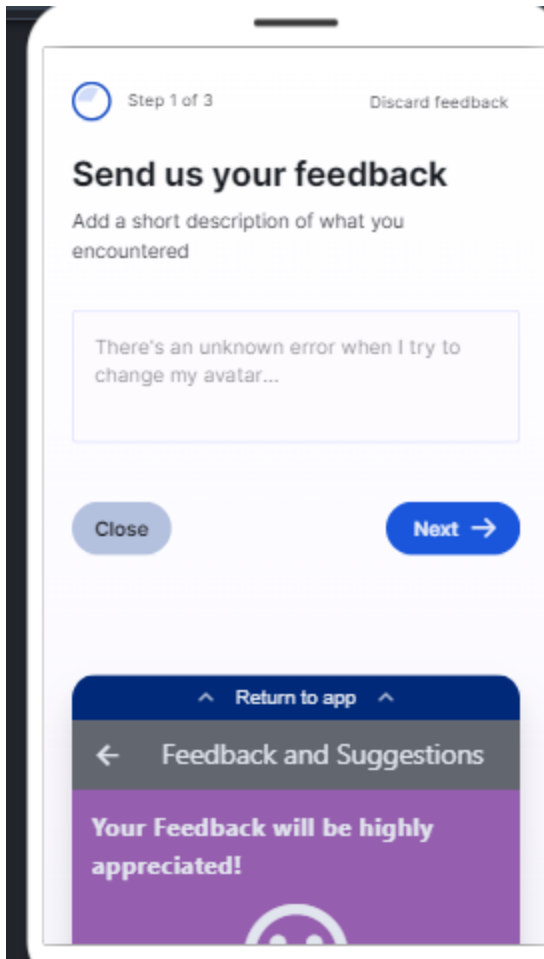 Step 1 of 3
Discard feedback
Send us your feedback
Add a short description of what you
encountered
There's an unknown error when I try to
change my avatar...
Close
Next
Return to app
Feedback and Suggestions
Your Feedback will be highly
appreciated!